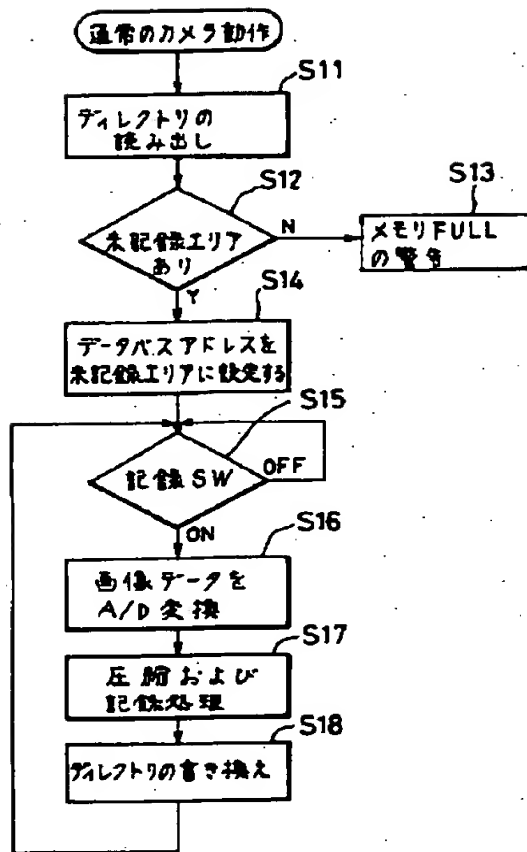 通常のカメラ動作
S11
ディレクトリの
読み出し
S12
未記録エリア
あり
N
Y
S13
メモリFULL
の警告
S14
データバスアドレスを
未記録エリアに設定する
S15
記録SW
OFF
ON
S16
画像データを
A/D変換
S17
圧縮および
記録処理
S18
ディレクトリの書き換え